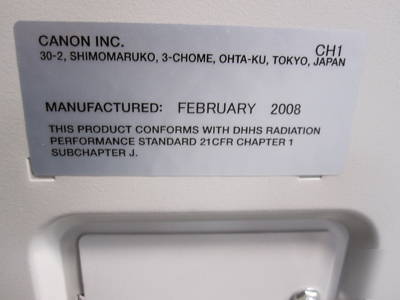 CANON INC. CH1
30-2, SHIMOMARUKO, 3-CHOME, OHTA-KU, TOKYO, JAPAN
MANUFACTURED: FEBRUARY 2008
THIS PRODUCT CONFORMS WITH DHHS RADIATION
PERFORMANCE STANDARD 21CFR CHAPTER 1
SUBCHAPTER J.